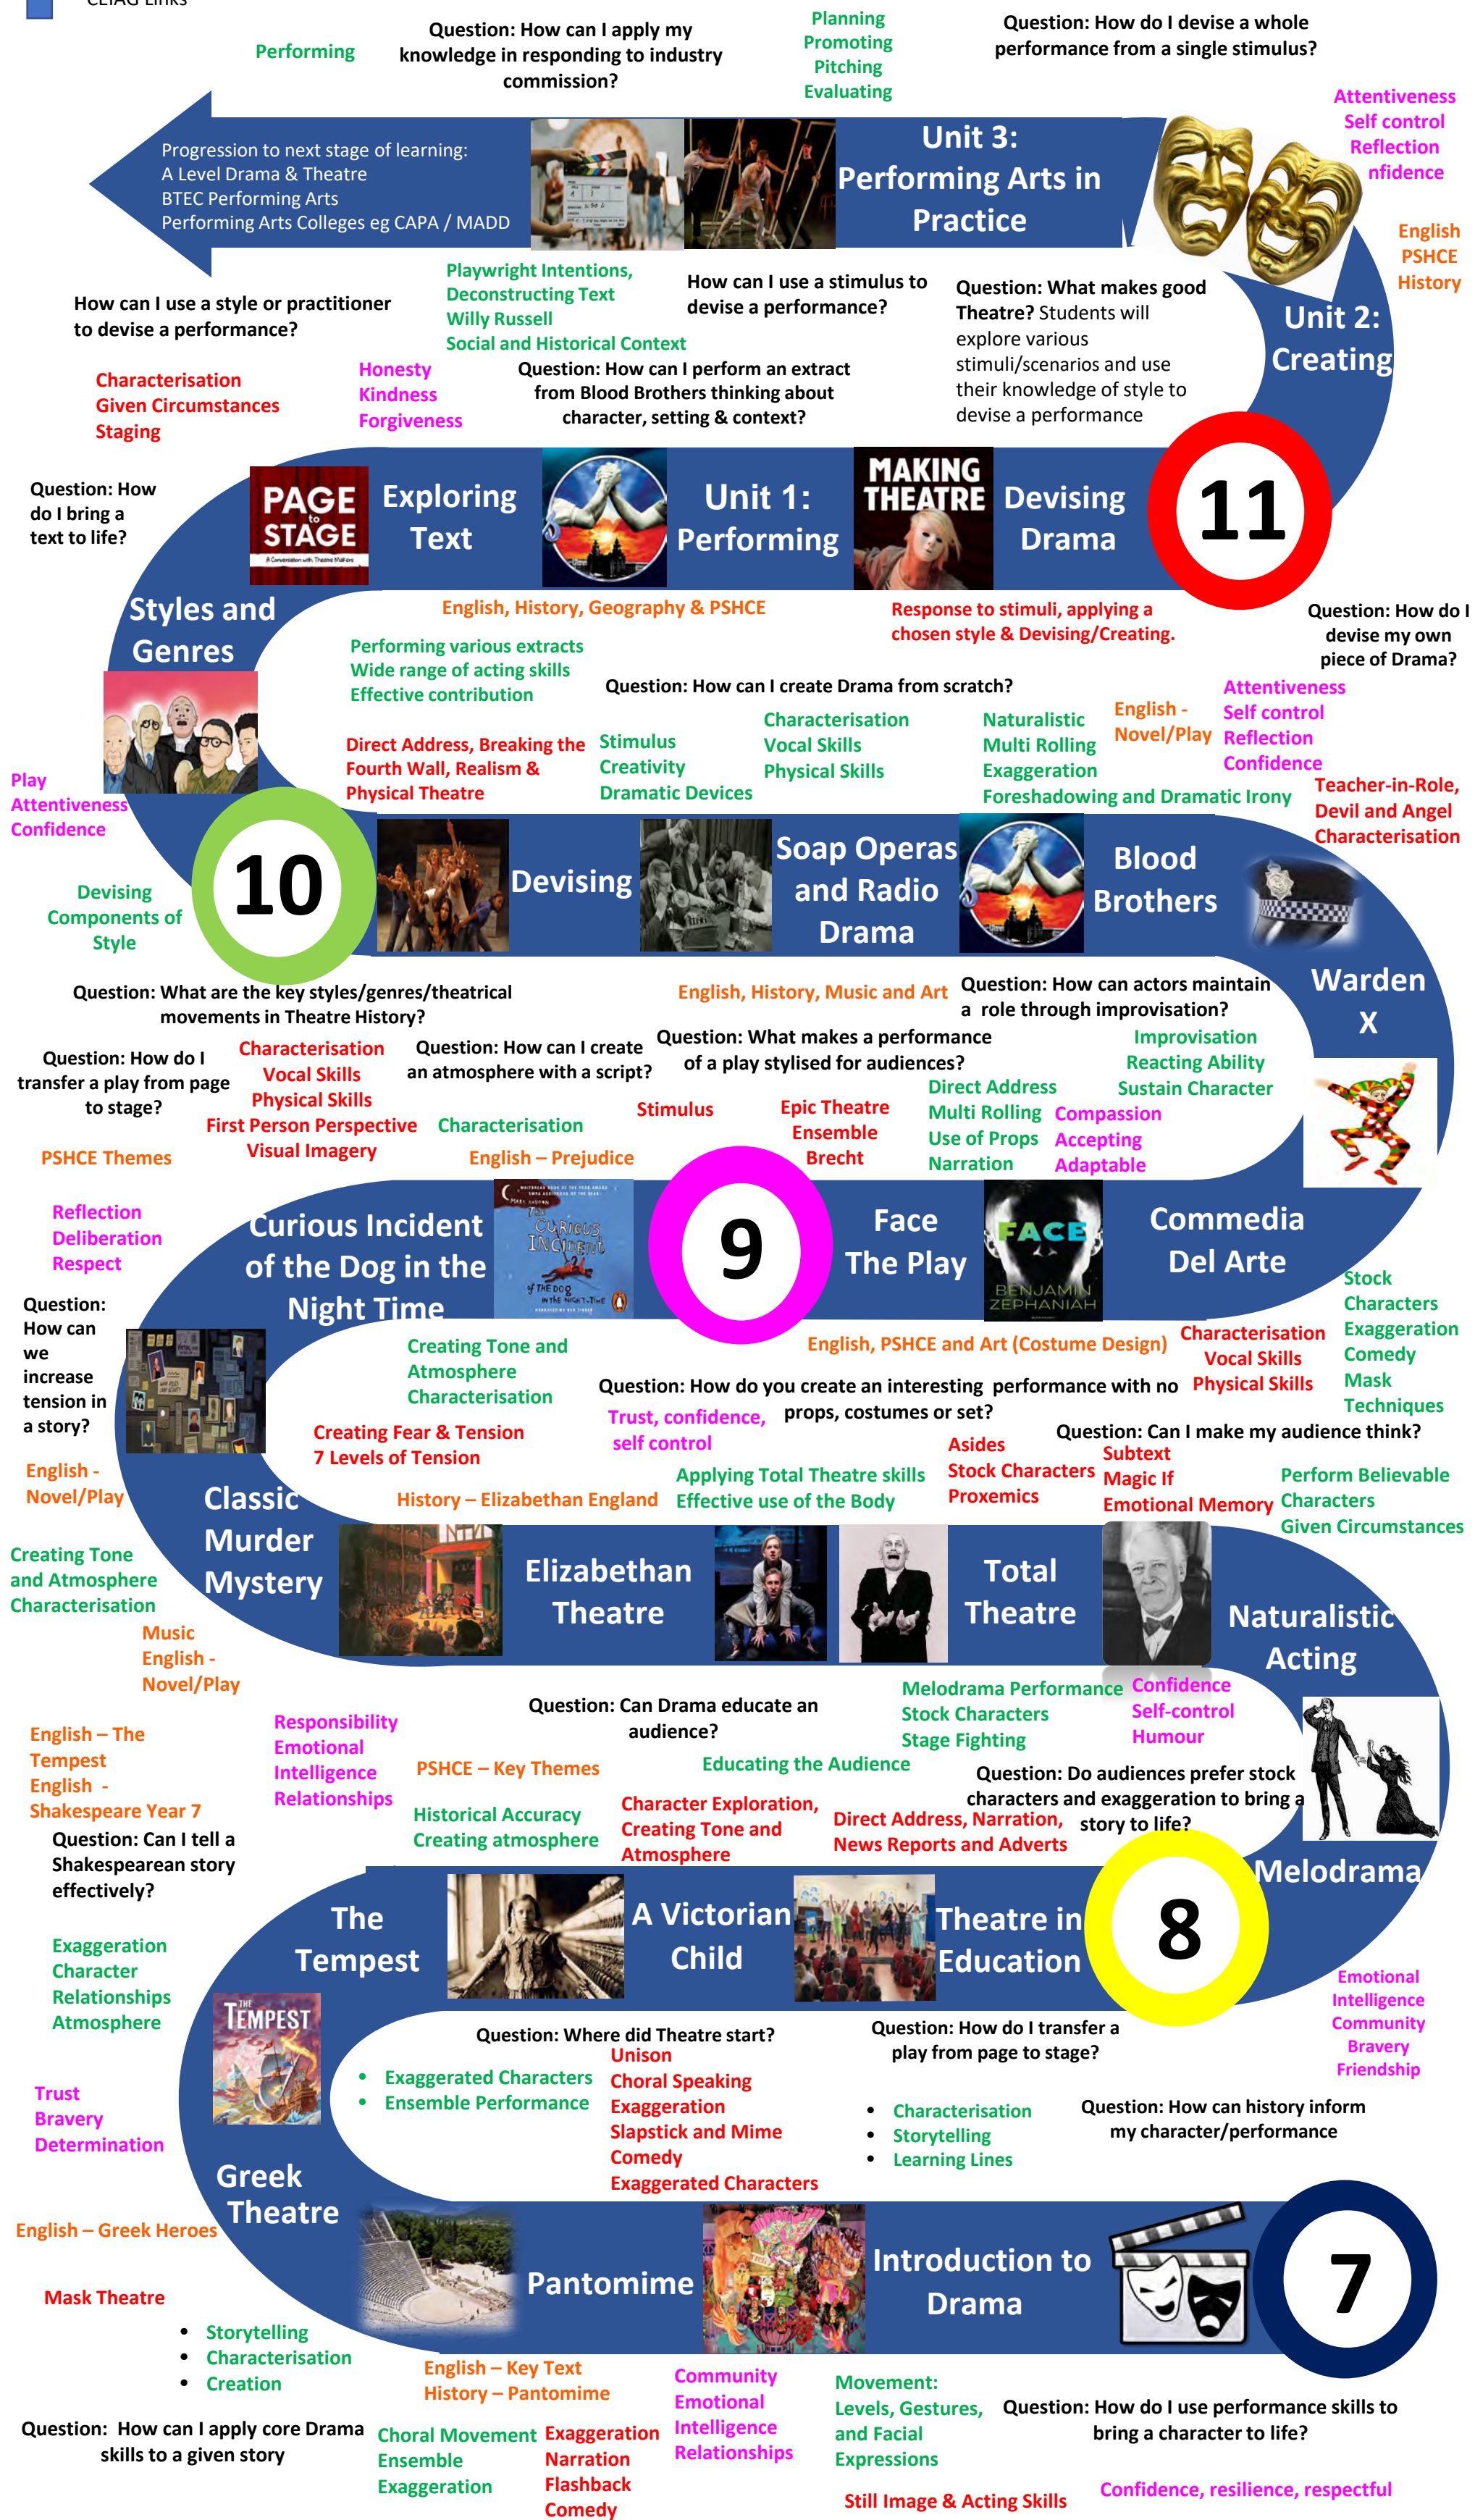 CEIAG Links
Performing
Question: How can I apply my
knowledge in responding to industry
commission?
Planning
Promoting
Pitching
Evaluating
Question: How do I devise a whole
performance from a single stimulus?
Attentiveness
Self control
Reflection
nfidence
Progression to next stage of learning:
A Level Drama & Theatre
BTEC Performing Arts
Performing Arts Colleges eg CAPA / MADD
Unit 3:
Performing Arts in
Practice
English
PSHCE
History
Unit 2:
Creating
How can I use a style or practitioner
to devise a performance?
Playwright Intentions,
Deconstructing Text
Willy Russell
Social and Historical Context
How can I use a stimulus to
devise a performance?
Question: What makes good
Theatre? Students will
explore various
stimuli/scenarios and use
their knowledge of style to
devise a performance
Characterisation
Given Circumstances
Staging
Honesty
Kindness
Forgiveness
Question: How can I perform an extract
from Blood Brothers thinking about
character, setting & context?
Question: How
do I bring a
text to life?
PAGE
to
STAGE
A Conversation with Theatre Makers
Exploring
Text
Unit 1:
Performing
MAKING
THEATRE
Devising
Drama
11
Styles and
Genres
English, History, Geography & PSHCE
Response to stimuli, applying a
chosen style & Devising/Creating.
Question: How do I
devise my own
piece of Drama?
Performing various extracts
Wide range of acting skills
Effective contribution
Question: How can I create Drama from scratch?
Attentiveness
Self control
Reflection
Confidence
English -
Novel/Play
Direct Address, Breaking the
Fourth Wall, Realism &
Physical Theatre
Stimulus
Creativity
Dramatic Devices
Characterisation
Vocal Skills
Physical Skills
Naturalistic
Multi Rolling
Exaggeration
Foreshadowing and Dramatic Irony
Teacher-in-Role,
Devil and Angel
Characterisation
Play
Attentiveness
Confidence
10
Devising
Soap Operas
and Radio
Drama
Blood
Brothers
Devising
Components of
Style
Warden
X
Question: What are the key styles/genres/theatrical
movements in Theatre History?
English, History, Music and Art
Question: How can actors maintain
a role through improvisation?
Question: How do I
transfer a play from page
to stage?
Characterisation
Vocal Skills
Physical Skills
First Person Perspective
Visual Imagery
Question: How can I create
an atmosphere with a script?
Question: What makes a performance
of a play stylised for audiences?
Improvisation
Reacting Ability
Sustain Character
Characterisation
Stimulus
Epic Theatre
Ensemble
Brecht
Direct Address
Multi Rolling
Use of Props
Narration
Compassion
Accepting
Adaptable
PSHCE Themes
English – Prejudice
Reflection
Deliberation
Respect
Curious Incident
of the Dog in the
Night Time
MARK HADDON
THE
CURIOUS
INCIDENT
of THE DOG
IN THE NIGHT-TIME
9
Face
The Play
FACE
BENJAMIN
ZEPHANIAH
Commedia
Del Arte
Stock
Characters
Exaggeration
Comedy
Mask
Techniques
Question:
How can
we
increase
tension in
a story?
Creating Tone and
Atmosphere
Characterisation
English, PSHCE and Art (Costume Design)
Characterisation
Vocal Skills
Physical Skills
Question: How do you create an interesting performance with no
props, costumes or set?
Trust, confidence,
self control
Creating Fear & Tension
7 Levels of Tension
Question: Can I make my audience think?
Asides
Stock Characters
Proxemics
Subtext
Magic If
Emotional Memory
Perform Believable
Characters
Given Circumstances
English -
Novel/Play
History – Elizabethan England
Applying Total Theatre skills
Effective use of the Body
Classic
Murder
Mystery
Elizabethan
Theatre
Total
Theatre
Naturalistic
Acting
Creating Tone
and Atmosphere
Characterisation
Music
English -
Novel/Play
English – The
Tempest
English -
Shakespeare Year 7
Responsibility
Emotional
Intelligence
Relationships
Question: Can Drama educate an
audience?
Melodrama Performance
Stock Characters
Stage Fighting
Confidence
Self-control
Humour
PSHCE – Key Themes
Educating the Audience
Question: Do audiences prefer stock
characters and exaggeration to bring a
story to life?
Historical Accuracy
Creating atmosphere
Character Exploration,
Creating Tone and
Atmosphere
Direct Address, Narration,
News Reports and Adverts
Question: Can I tell a
Shakespearean story
effectively?
Melodrama
The
Tempest
A Victorian
Child
Theatre in
Education
8
Exaggeration
Character
Relationships
Atmosphere
THE
TEMPEST
Emotional
Intelligence
Community
Bravery
Friendship
Question: Where did Theatre start?
• Exaggerated Characters
• Ensemble Performance
Unison
Choral Speaking
Exaggeration
Slapstick and Mime
Comedy
Exaggerated Characters
Question: How do I transfer a
play from page to stage?
• Characterisation
• Storytelling
• Learning Lines
Question: How can history inform
my character/performance
Trust
Bravery
Determination
Greek
Theatre
English – Greek Heroes
Pantomime
Introduction to
Drama
7
Mask Theatre
• Storytelling
• Characterisation
• Creation
English – Key Text
History – Pantomime
Community
Emotional
Intelligence
Relationships
Movement:
Levels, Gestures,
and Facial
Expressions
Question: How do I use performance skills to
bring a character to life?
Question: How can I apply core Drama
skills to a given story
Choral Movement
Ensemble
Exaggeration
Exaggeration
Narration
Flashback
Comedy
Still Image & Acting Skills
Confidence, resilience, respectful